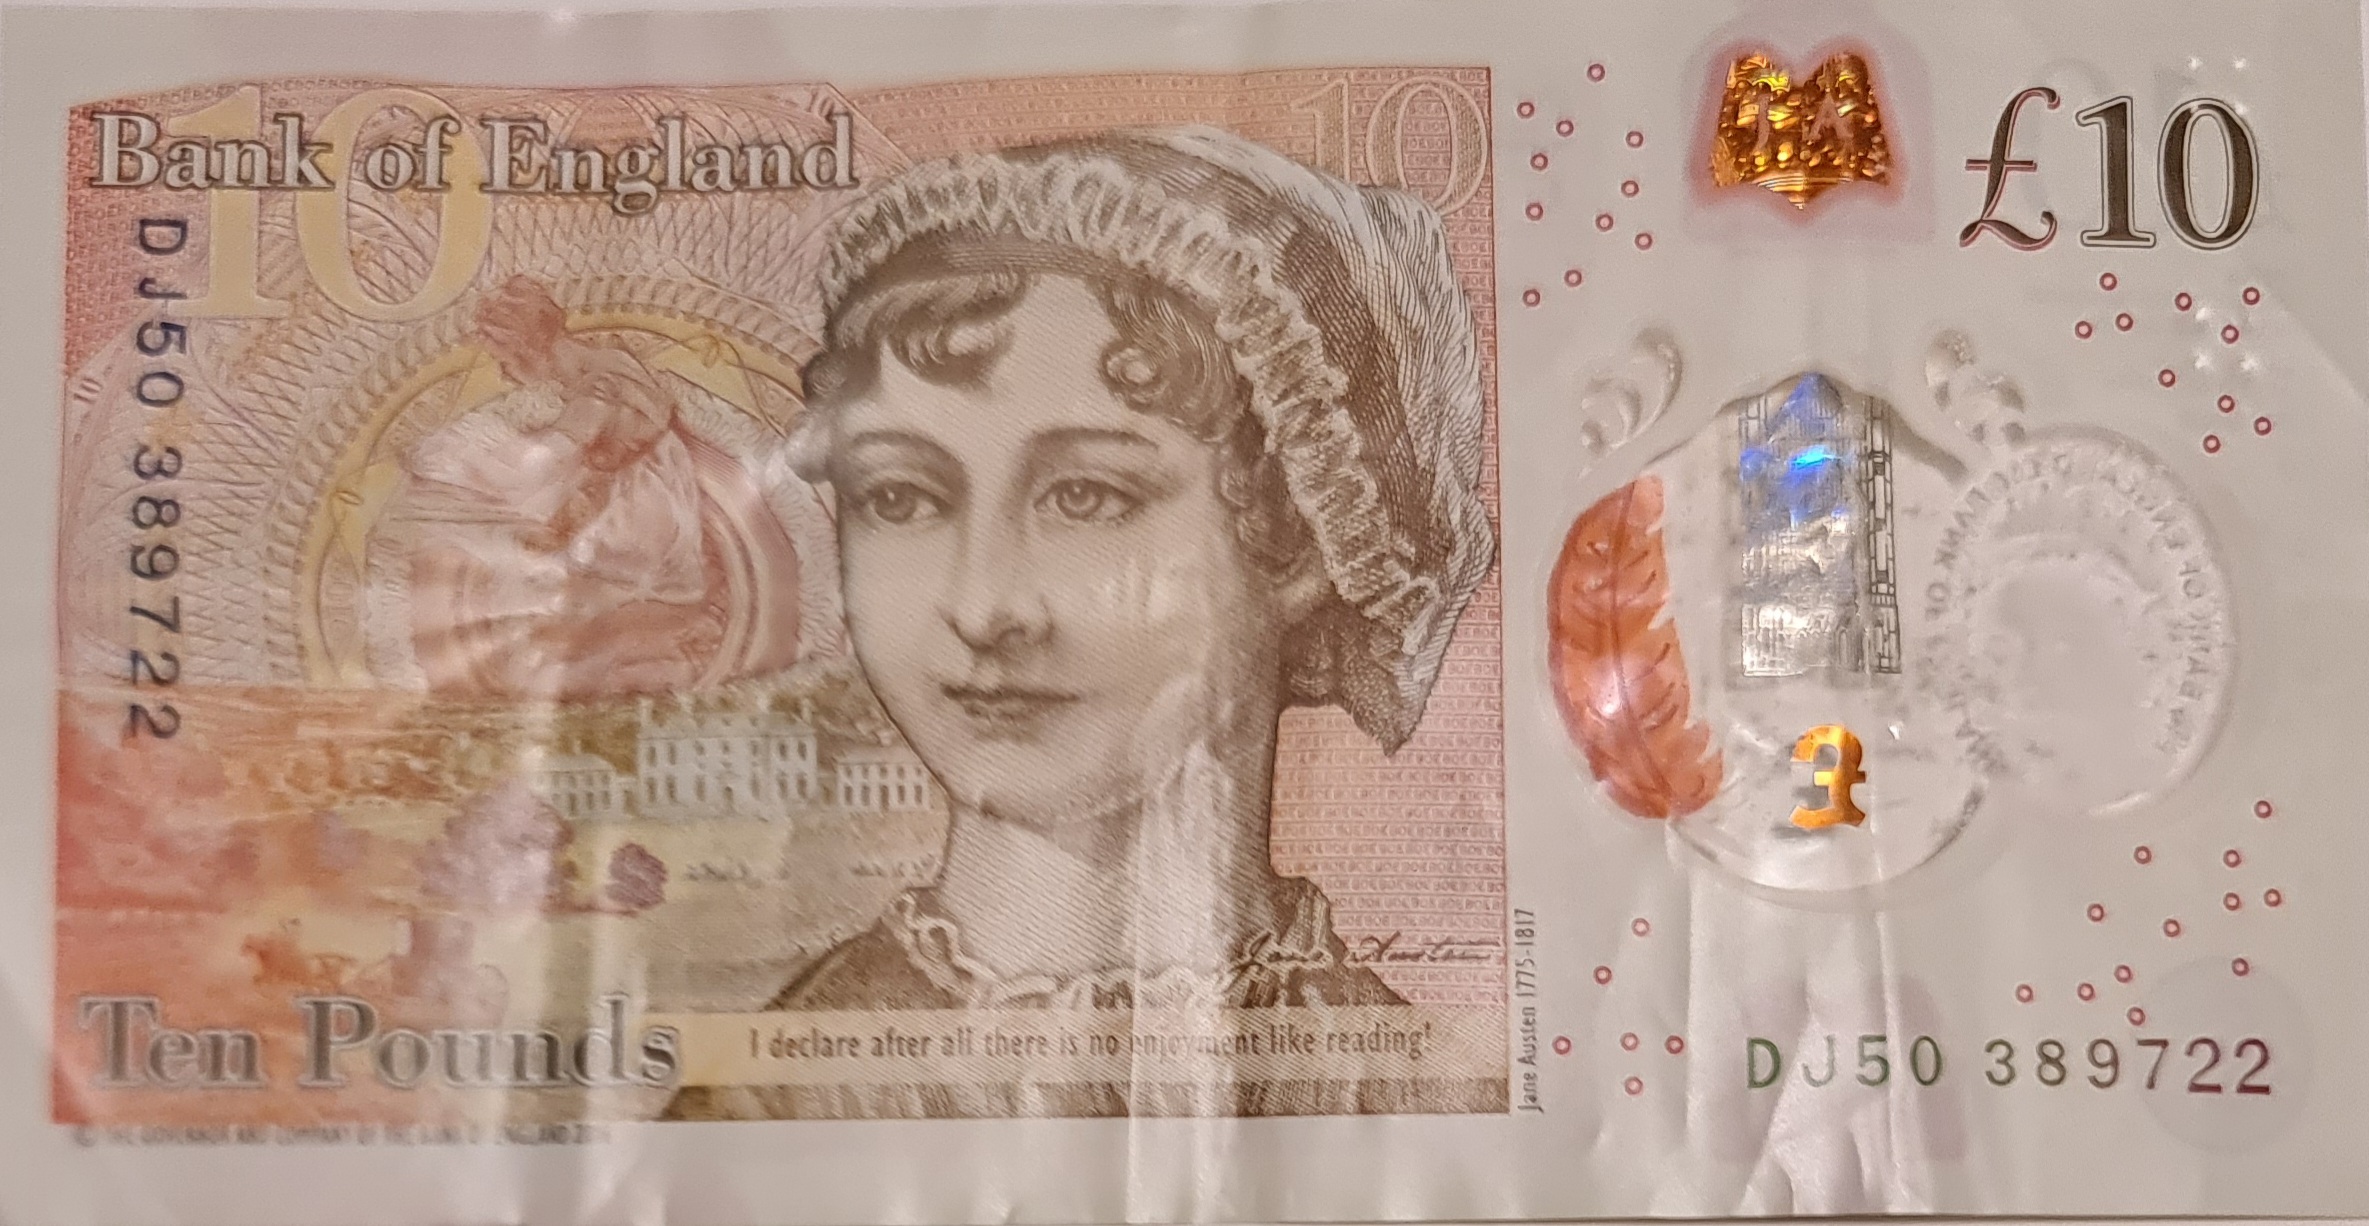 Bank of England
£10
10
10
JA
DJ50 389722
Jane Austen
Jane Austen 1775-1817
Ten Pounds
I declare after all there is no enjoyment like reading!
DJ50 389722
£